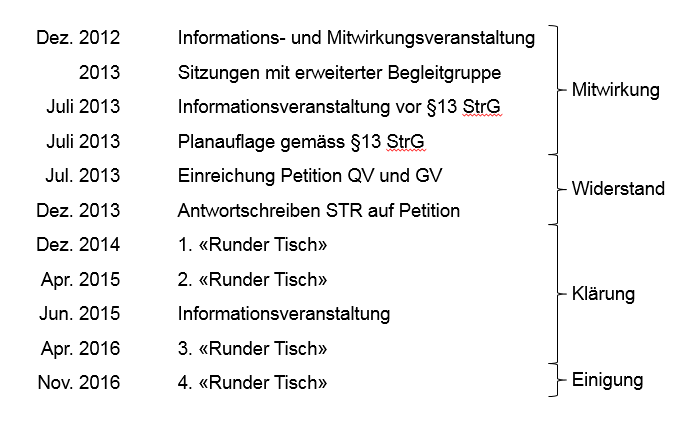 Dez. 2012 Informations- und Mitwirkungsveranstaltung
2013 Sitzungen mit erweiterter Begleitgruppe
Juli 2013 Informationsveranstaltung vor §13 StrG
Mitwirkung
Juli 2013 Planauflage gemäss §13 StrG
Jul. 2013 Einreichung Petition QV und GV
Widerstand
Dez. 2013 Antwortschreiben STR auf Petition
Dez. 2014 1. «Runder Tisch»
Apr. 2015 2. «Runder Tisch»
Klärung
Jun. 2015 Informationsveranstaltung
Apr. 2016 3. «Runder Tisch»
Nov. 2016 4. «Runder Tisch»
Einigung